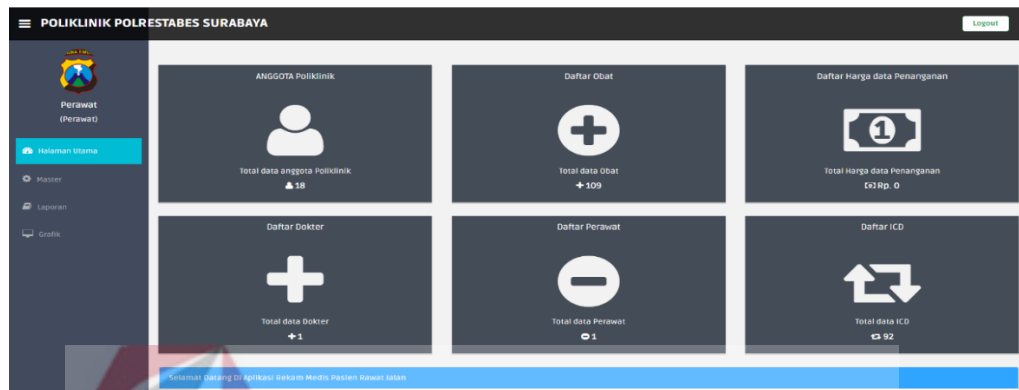 POLIKLINIK POLRESTABES SURABAYA
Logout
Perawat
(Perawat)
Halaman Utama
Master
Laporan
Grafik
ANGGOTA Poliklinik
Total data anggota Poliklinik
18
Daftar Obat
Total data Obat
109
Daftar Harga data Penanganan
1
Total Harga data Penanganan
Rp. 0
Daftar Dokter
Total data Dokter
1
Daftar Perawat
Total data Perawat
1
Daftar ICD
Total data ICD
92
Selamat Datang Di Aplikasi Rekam Medis Pasien Rawat Jalan